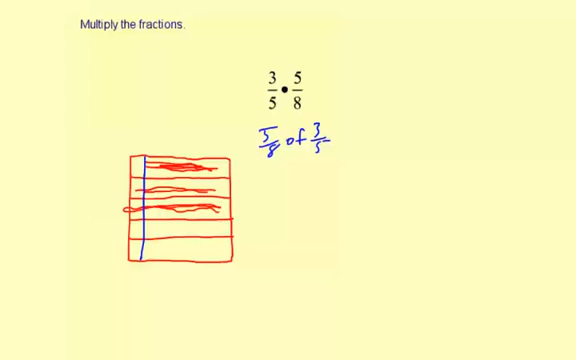 Multiply the fractions.
3/5 • 5/8
5/8 of 3/5